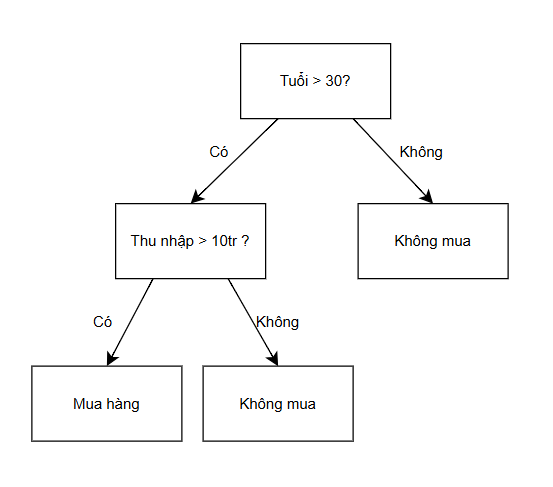 Tuổi > 30?
Có
Không
Thu nhập > 10tr ?
Không mua
Có
Không
Mua hàng
Không mua